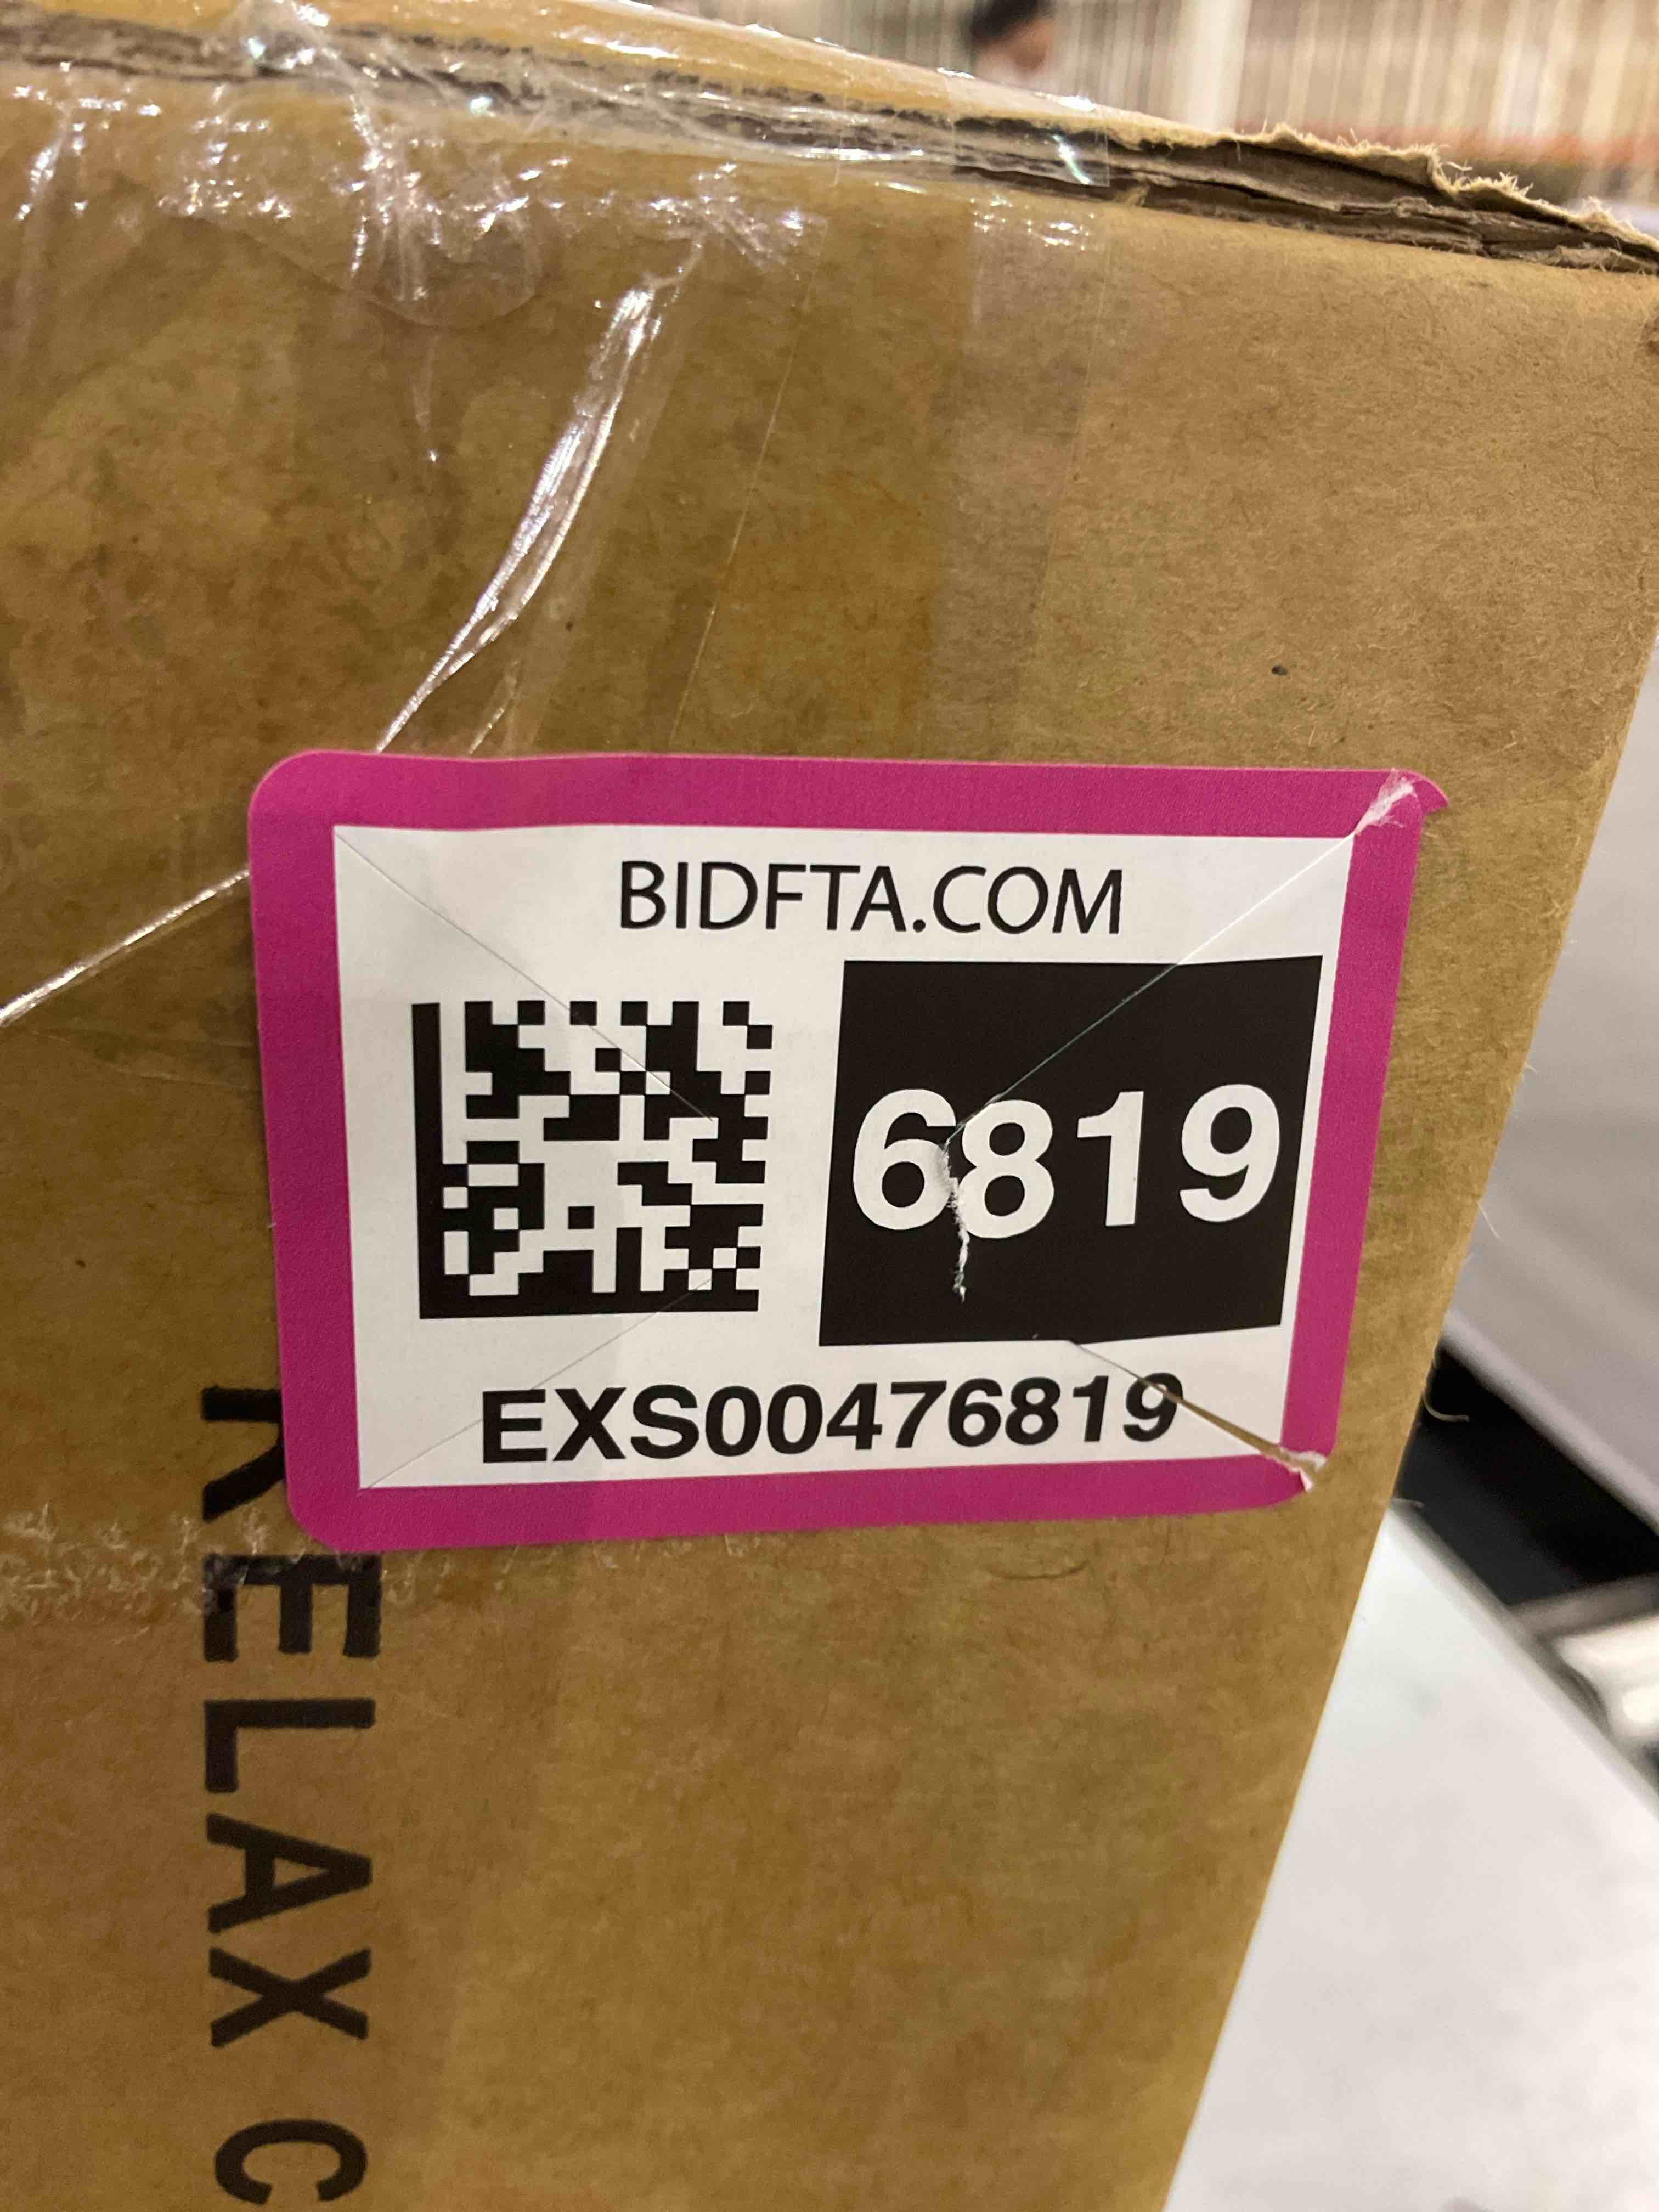 BIDFTA.COM
6819
EXS00476819
RELAX C